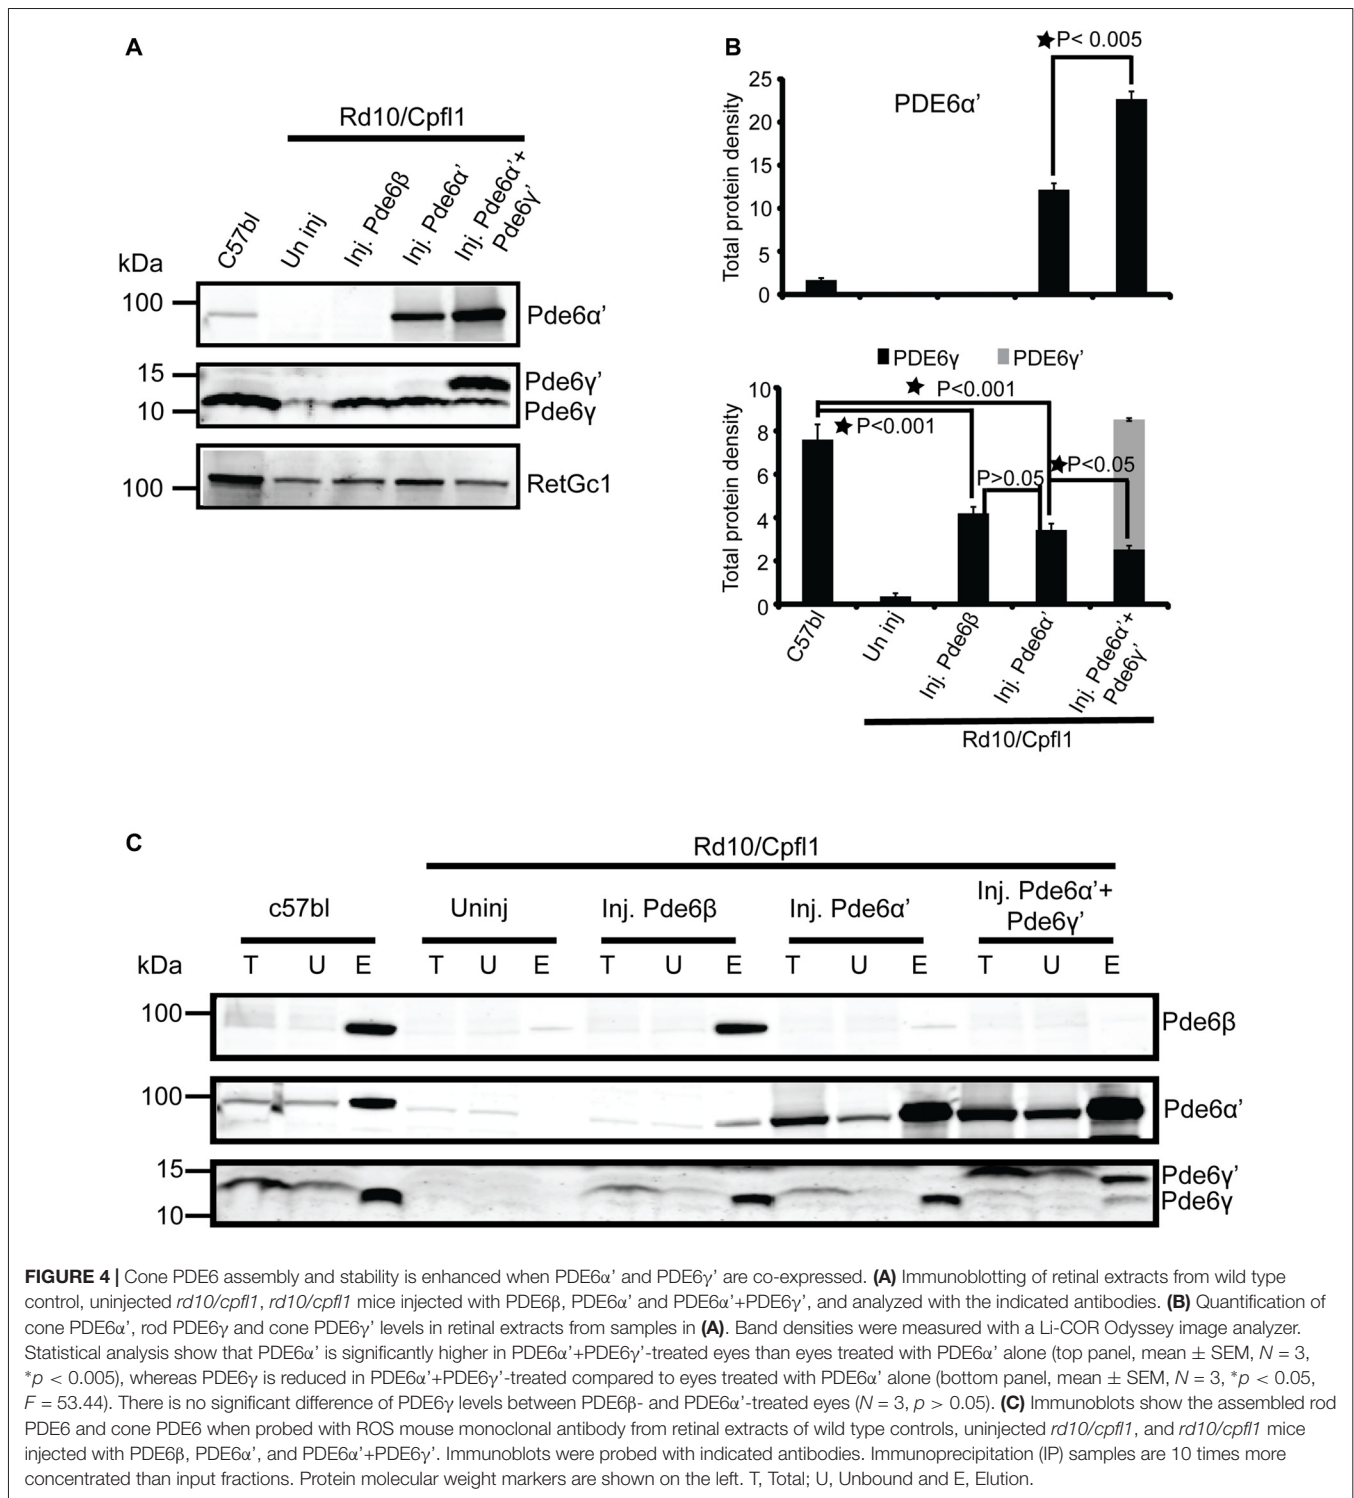 A
Rd10/Cpfl1
C57bl
Un inj
Inj. Pde6β
Inj. Pde6α’
Inj. Pde6α’+
Pde6γ’
kDa
100
Pde6α’
15
Pde6γ’
10
Pde6γ
100
RetGc1
B
★P< 0.005
PDE6α’
Total protein density
25
20
15
10
5
0
PDE6γ PDE6γ’
Total protein density
10
8
6
4
2
0
★ P<0.001
★P<0.001
P>0.05
★P<0.05
C57bl
Un inj
Inj. Pde6β
Inj. Pde6α’
Inj. Pde6α’+
Pde6γ’
Rd10/Cpfl1
C
Rd10/Cpfl1
c57bl Uninj Inj. Pde6β Inj. Pde6α’ Inj. Pde6α’+
Pde6γ’
kDa T U E T U E T U E T U E T U E
100 Pde6β
100 Pde6α’
15 Pde6γ’
Pde6γ
10
FIGURE 4 | Cone PDE6 assembly and stability is enhanced when PDE6α’ and PDE6γ’ are co-expressed. (A) Immunoblotting of retinal extracts from wild type
control, uninjected rd10/cpfl1, rd10/cpfl1 mice injected with PDE6β, PDE6α’ and PDE6α’+PDE6γ’, and analyzed with the indicated antibodies. (B) Quantification of
cone PDE6α’, rod PDE6γ and cone PDE6γ’ levels in retinal extracts from samples in (A). Band densities were measured with a Li-COR Odyssey image analyzer.
Statistical analysis show that PDE6α’ is significantly higher in PDE6α’+PDE6γ’-treated eyes than eyes treated with PDE6α’ alone (top panel, mean ± SEM, N = 3,
*p < 0.005), whereas PDE6γ is reduced in PDE6α’+PDE6γ’-treated compared to eyes treated with PDE6α’ alone (bottom panel, mean ± SEM, N = 3, *p < 0.05,
F = 53.44). There is no significant difference of PDE6γ levels between PDE6β- and PDE6α’-treated eyes (N = 3, p > 0.05). (C) Immunoblots show the assembled rod
PDE6 and cone PDE6 when probed with ROS mouse monoclonal antibody from retinal extracts of wild type controls, uninjected rd10/cpfl1, and rd10/cpfl1 mice
injected with PDE6β, PDE6α’, and PDE6α’+PDE6γ’. Immunoblots were probed with indicated antibodies. Immunoprecipitation (IP) samples are 10 times more
concentrated than input fractions. Protein molecular weight markers are shown on the left. T, Total; U, Unbound and E, Elution.